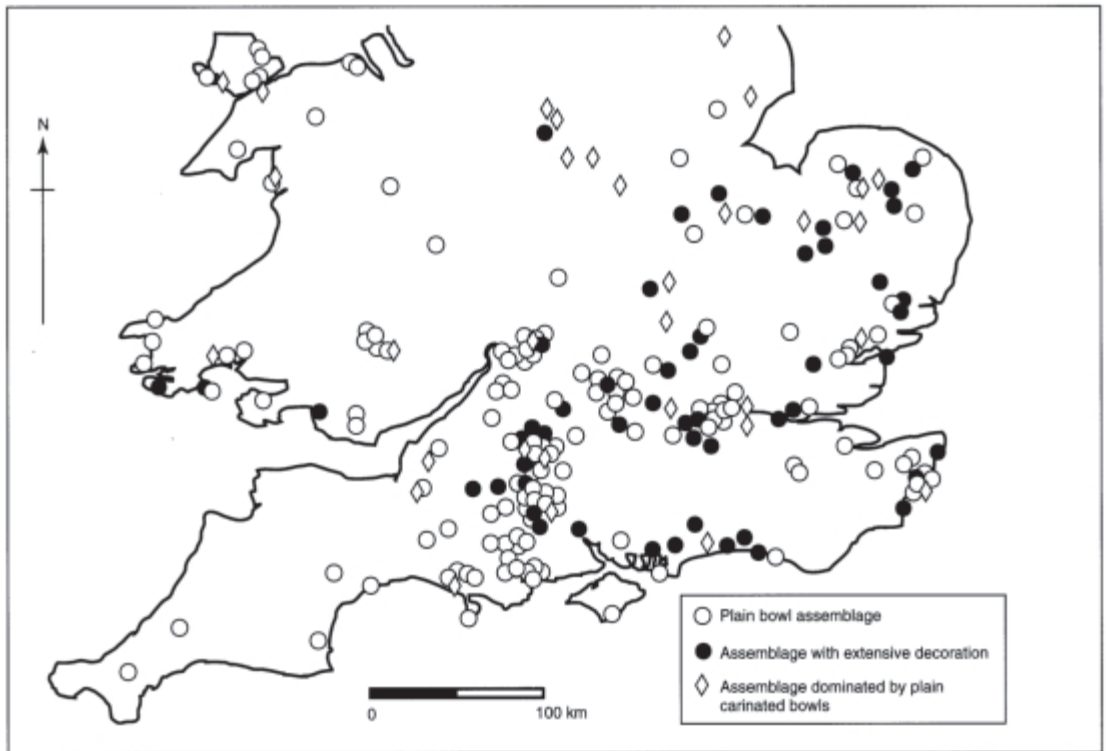 N
Plain bowl assemblage
Assemblage with extensive decoration
Assemblage dominated by plain
carinated bowls
0 100 km